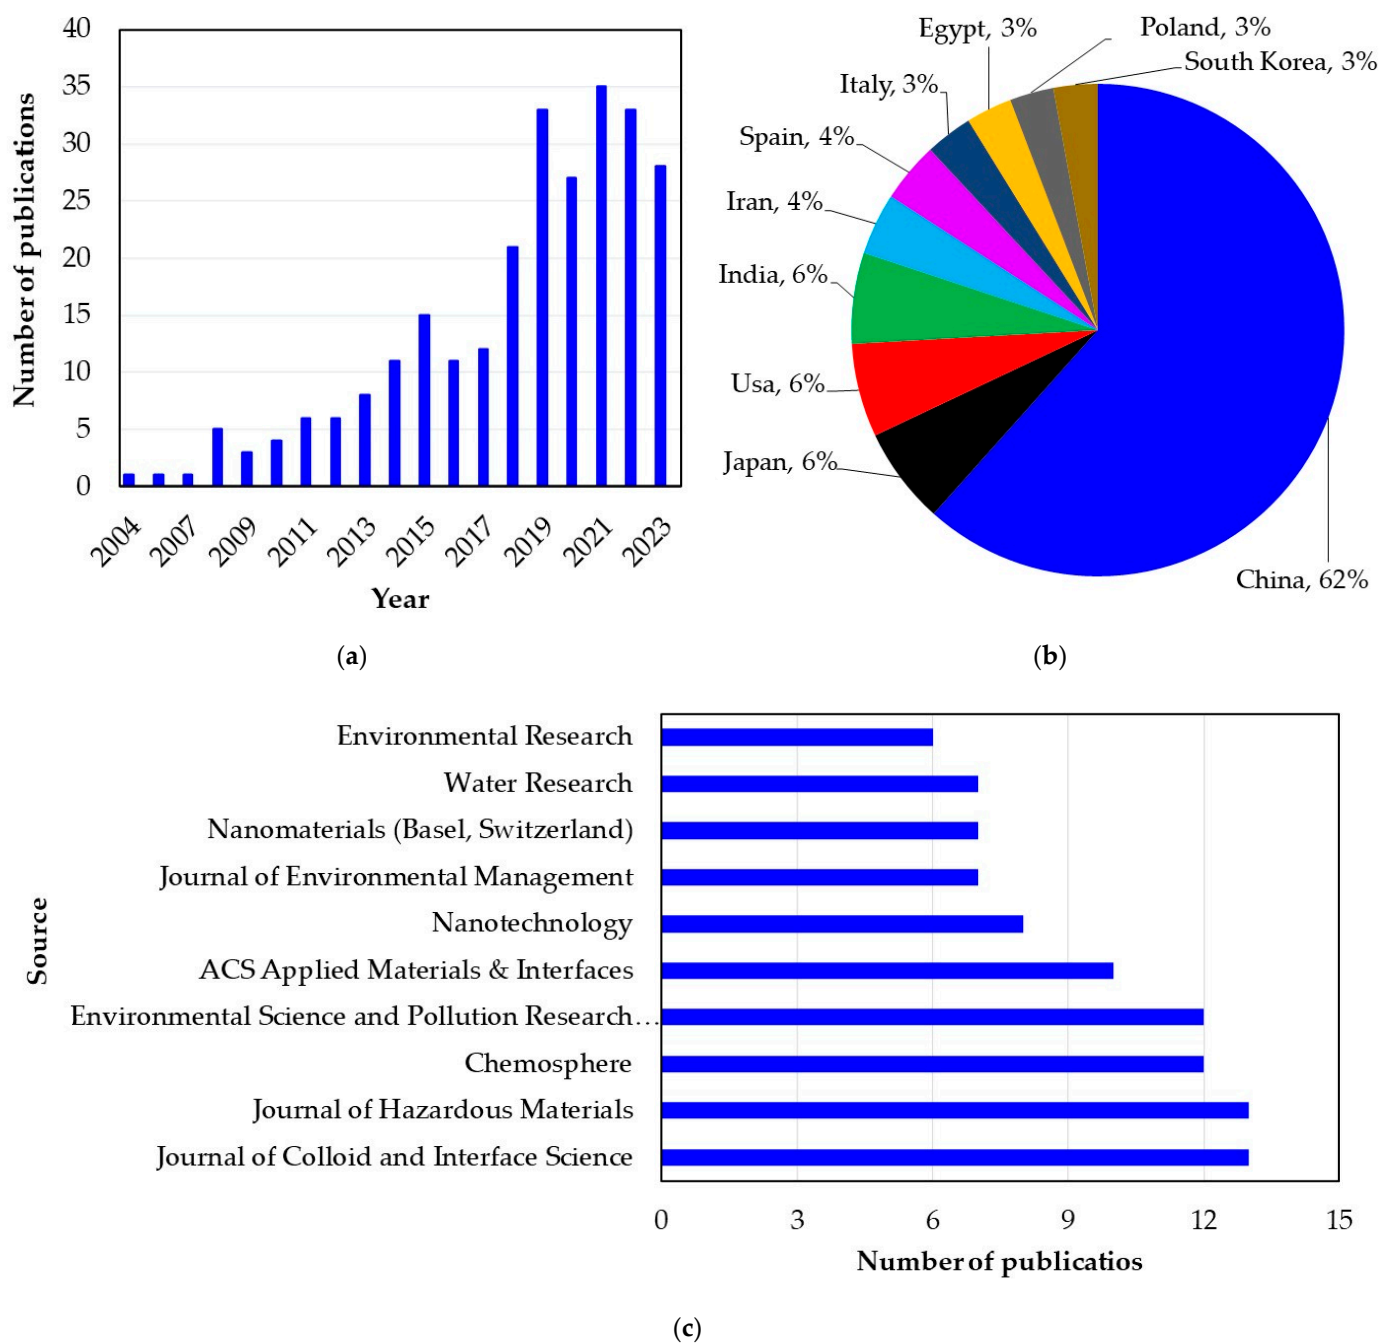 40
35
30
25
20
15
10
5
0
Number of publications
2004
2007
2009
2011
2013
2015
2017
2019
2021
2023
Year
(a)
Egypt, 3%
Poland, 3%
South Korea, 3%
Italy, 3%
Spain, 4%
Iran, 4%
India, 6%
Usa, 6%
Japan, 6%
China, 62%
(b)
Source
Environmental Research
Water Research
Nanomaterials (Basel, Switzerland)
Journal of Environmental Management
Nanotechnology
ACS Applied Materials & Interfaces
Environmental Science and Pollution Research…
Chemosphere
Journal of Hazardous Materials
Journal of Colloid and Interface Science
0 3 6 9 12 15
Number of publicatios
(c)